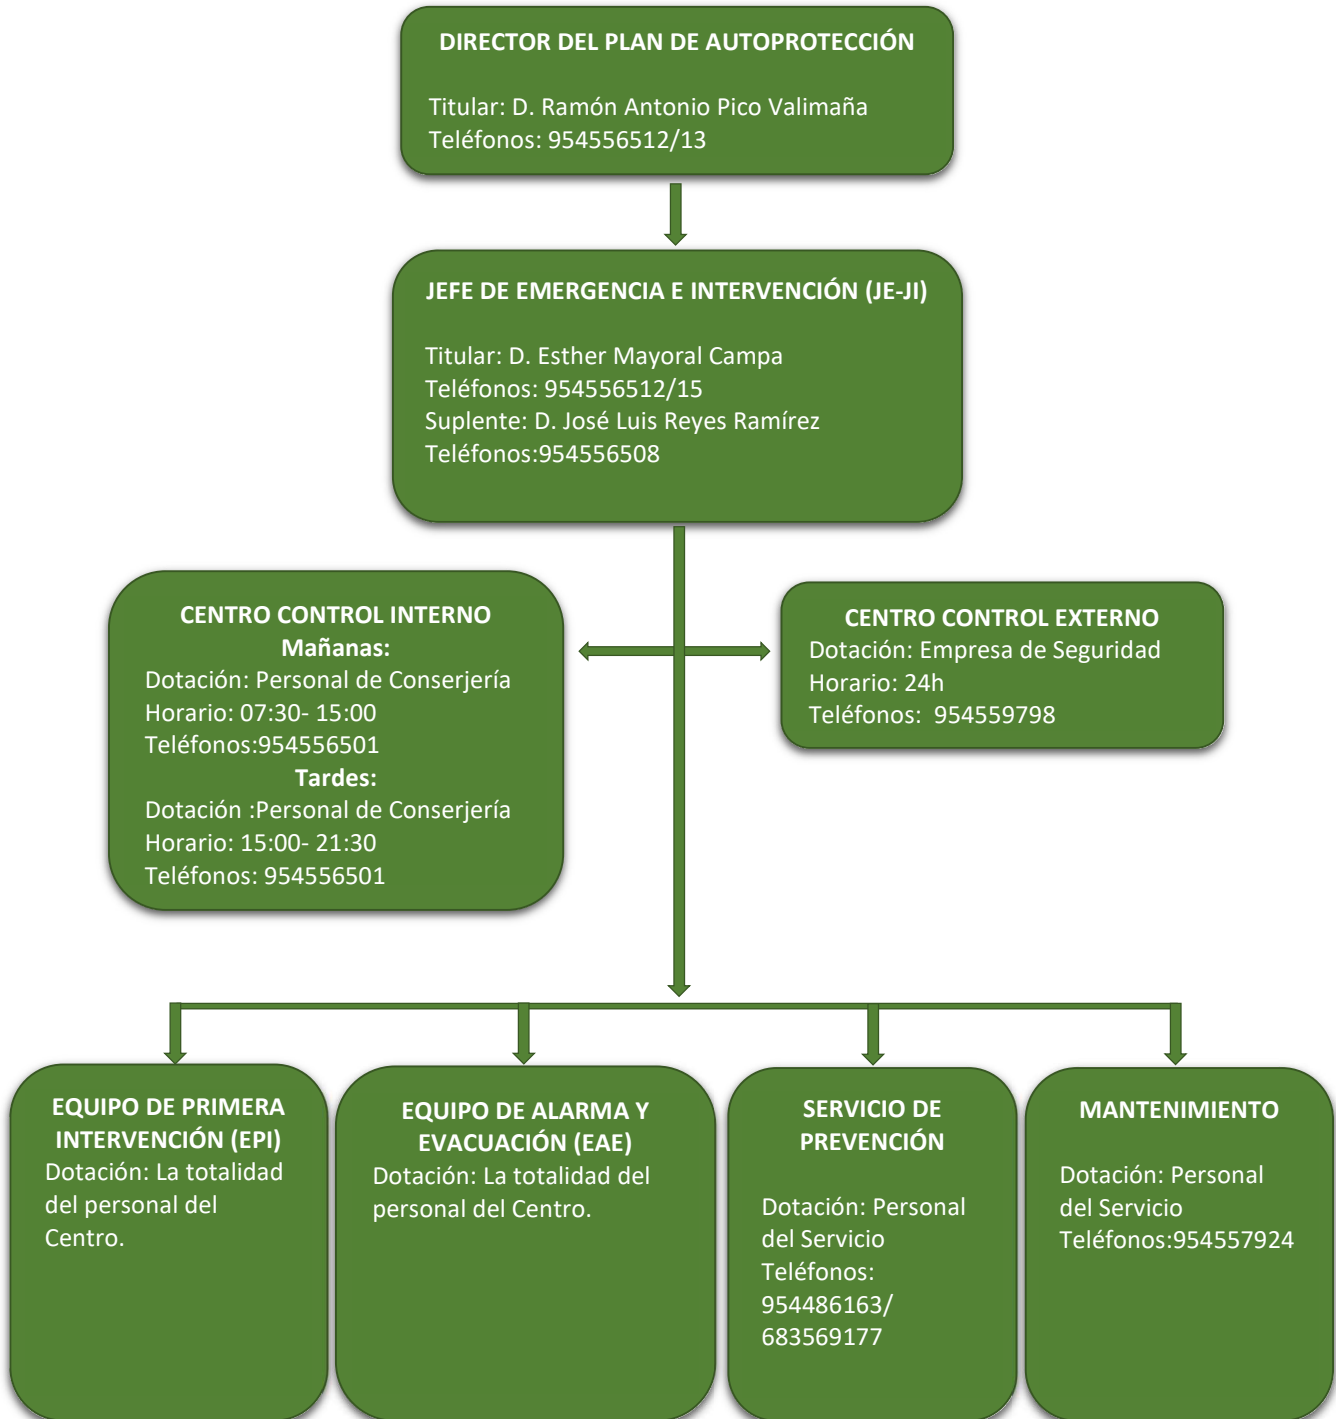 DIRECTOR DEL PLAN DE AUTOPROTECCIÓN
Titular: D. Ramón Antonio Pico Valimaña
Teléfonos: 954556512/13
JEFE DE EMERGENCIA E INTERVENCIÓN (JE-JI)
Titular: D. Esther Mayoral Campa
Teléfonos: 954556512/15
Suplente: D. José Luis Reyes Ramírez
Teléfonos:954556508
CENTRO CONTROL INTERNO
Mañanas:
Dotación: Personal de Conserjería
Horario: 07:30- 15:00
Teléfonos:954556501
Tardes:
Dotación :Personal de Conserjería
Horario: 15:00- 21:30
Teléfonos: 954556501
CENTRO CONTROL EXTERNO
Dotación: Empresa de Seguridad
Horario: 24h
Teléfonos:  954559798
EQUIPO DE PRIMERA
INTERVENCIÓN (EPI)
Dotación: La totalidad
del personal del
Centro.
EQUIPO DE ALARMA Y
EVACUACIÓN (EAE)
Dotación: La totalidad del
personal del Centro.
SERVICIO DE
PREVENCIÓN
Dotación: Personal
del Servicio
Teléfonos:
954486163/
683569177
MANTENIMIENTO
Dotación: Personal
del Servicio
Teléfonos:954557924